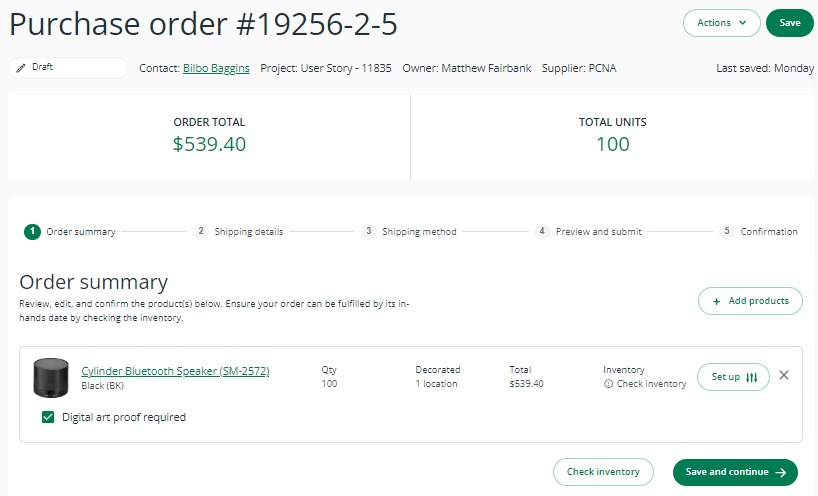 Purchase order #19256-2-5
Actions
Save
Draft
Contact: Bilbo Baggins Project: User Story - 11835 Owner: Matthew Fairbank Supplier: PCNA
Last saved: Monday
ORDER TOTAL
$539.40
TOTAL UNITS
100
1 Order summary
2 Shipping details
3 Shipping method
4 Preview and submit
5 Confirmation
Order summary
Review, edit, and confirm the product(s) below. Ensure your order can be fulfilled by its in-
hands date by checking the inventory.
+ Add products
Cylinder Bluetooth Speaker (SM-2572)
Black (BK)
Qty
100
Decorated
1 location
Total
$539.40
Inventory
Check inventory
Set up
Digital art proof required
Check inventory
Save and continue →